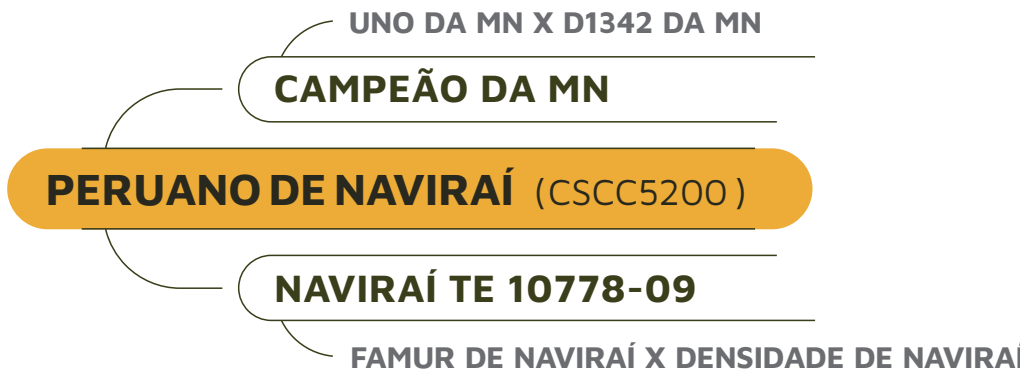 UNO DA MN X D1342 DA MN
CAMPEÃO DA MN
PERUANO DE NAVIRAÍ (CSCC5200 )
NAVIRAÍ TE 10778-09
FAMUR DE NAVIRAÍ X DENSIDADE DE NAVIRAÍ